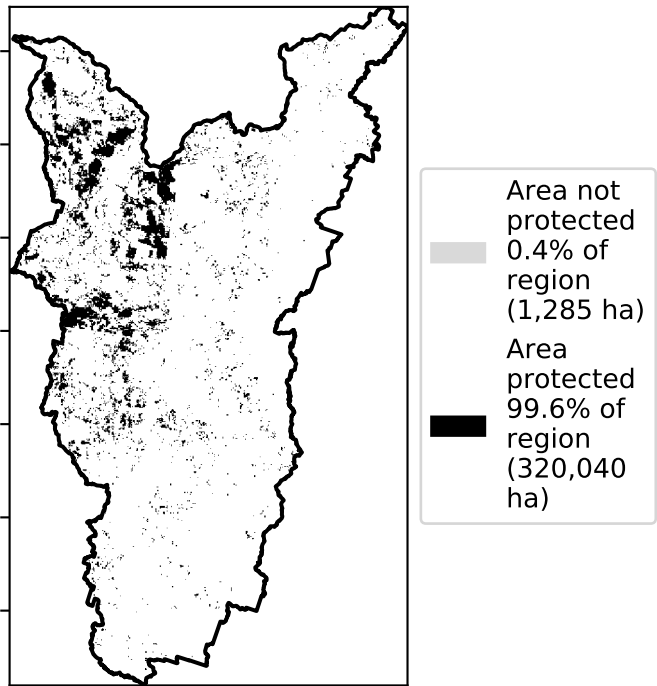 Area not
protected
0.4% of
region
(1,285 ha)
Area
protected
99.6% of
region
(320,040
ha)